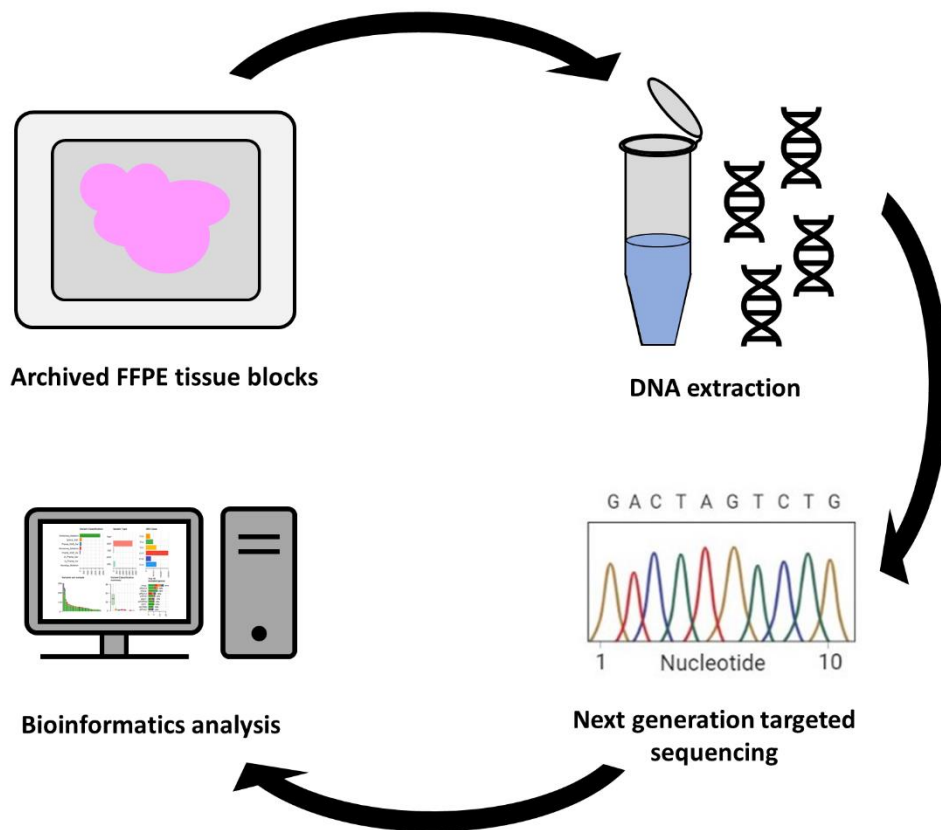 Archived FFPE tissue blocks
DNA extraction
G A C T A G T C T G
1 Nucleotide 10
Next generation targeted
sequencing
Bioinformatics analysis